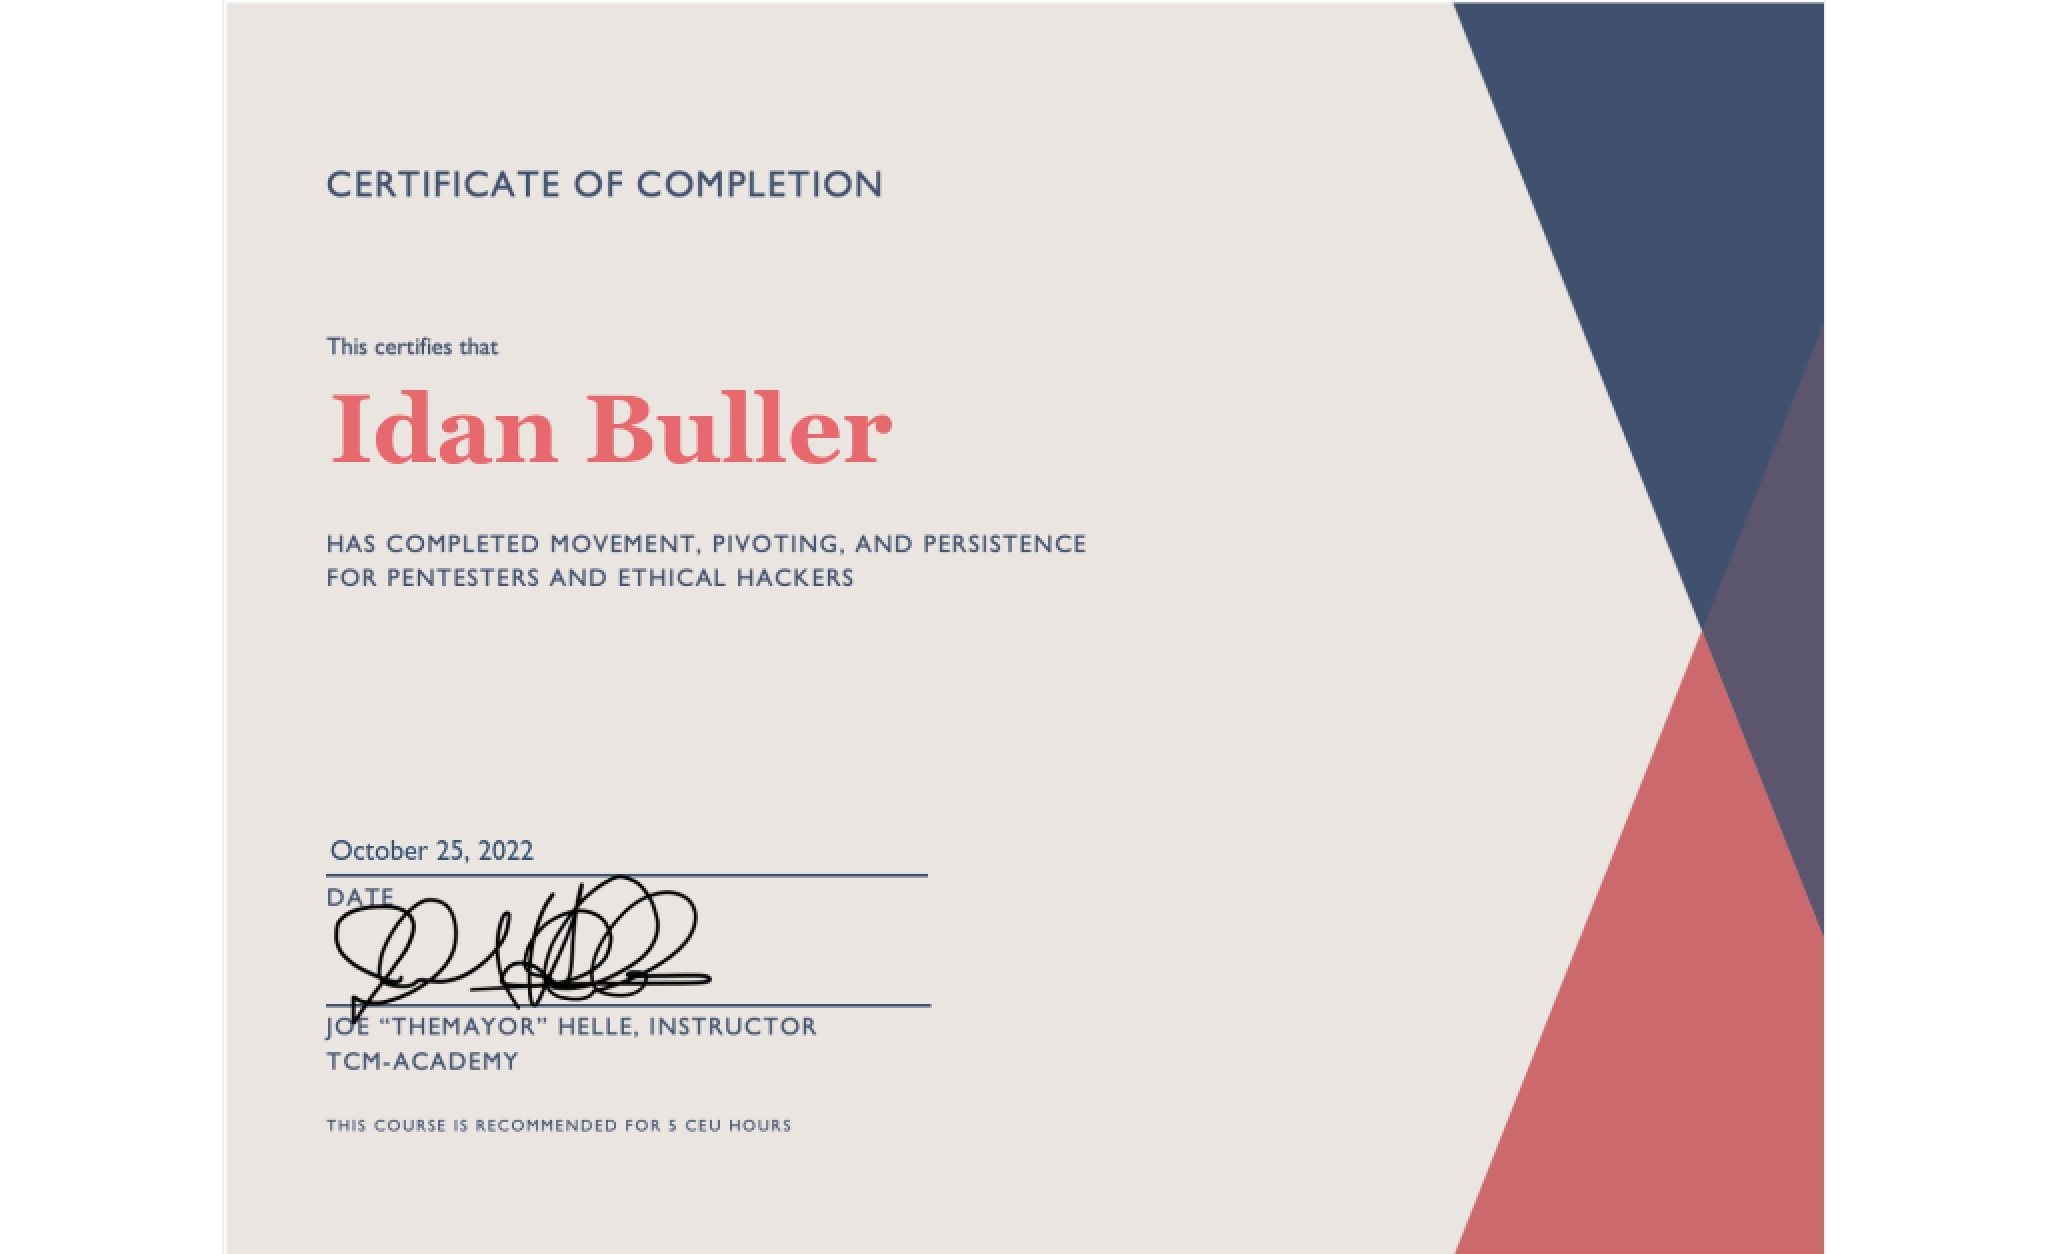 CERTIFICATE OF COMPLETION
This certifies that
Idan Buller
HAS COMPLETED MOVEMENT, PIVOTING, AND PERSISTENCE
FOR PENTESTERS AND ETHICAL HACKERS
October 25, 2022
DATE
JOE “THEMAYOR” HELLE, INSTRUCTOR
TCM-ACADEMY
THIS COURSE IS RECOMMENDED FOR 5 CEU HOURS